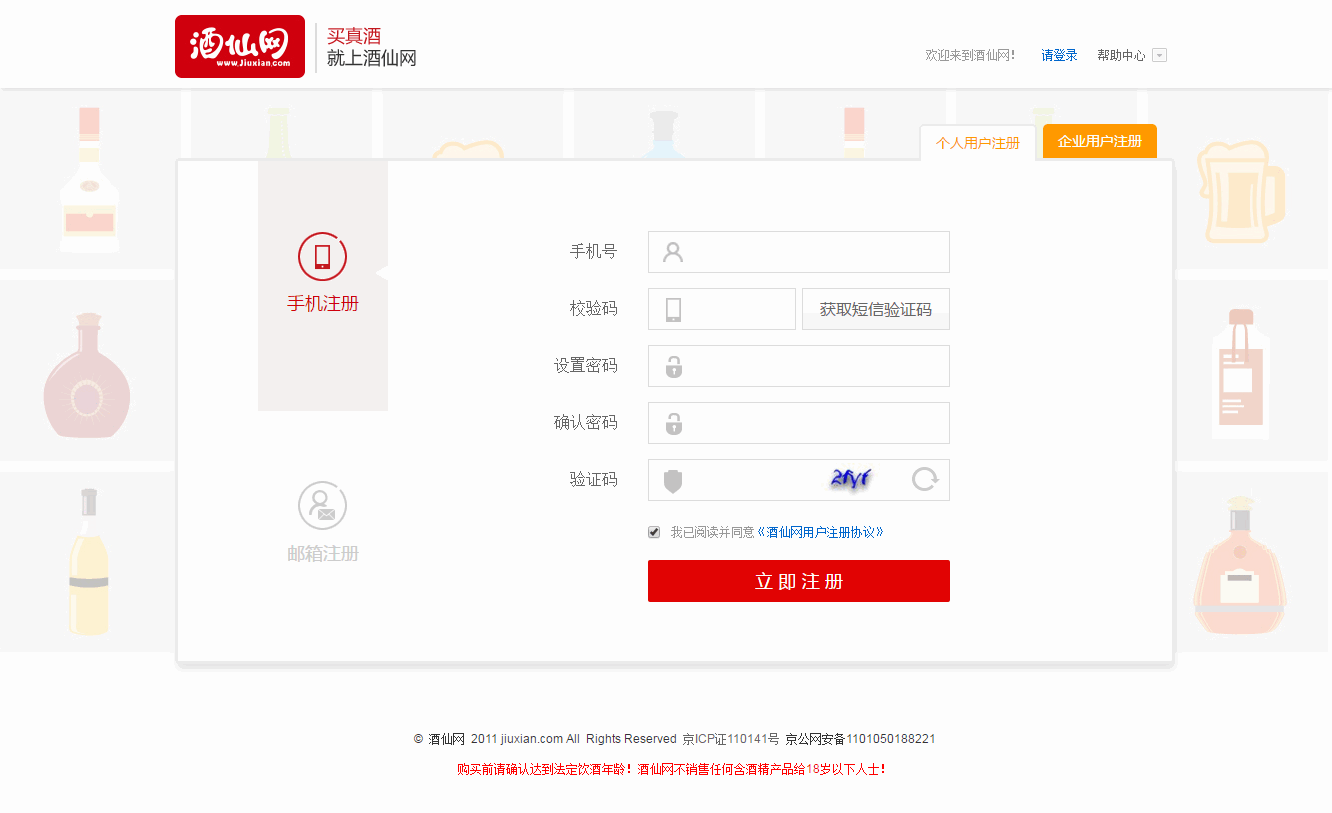 酒仙网
www.Jiuxian.com
买真酒
就上酒仙网
欢迎来到酒仙网！ 请登录 帮助中心
个人用户注册 企业用户注册
手机注册
邮箱注册
手机号
校验码 获取短信验证码
设置密码
确认密码
验证码
我已阅读并同意《酒仙网用户注册协议》
立即注册
© 酒仙网 2011 jiuxian.com All Rights Reserved 京ICP证110141号 京公网安备1101050188221
购买前请确认达到法定饮酒年龄！酒仙网不销售任何含酒精产品给18岁以下人士！